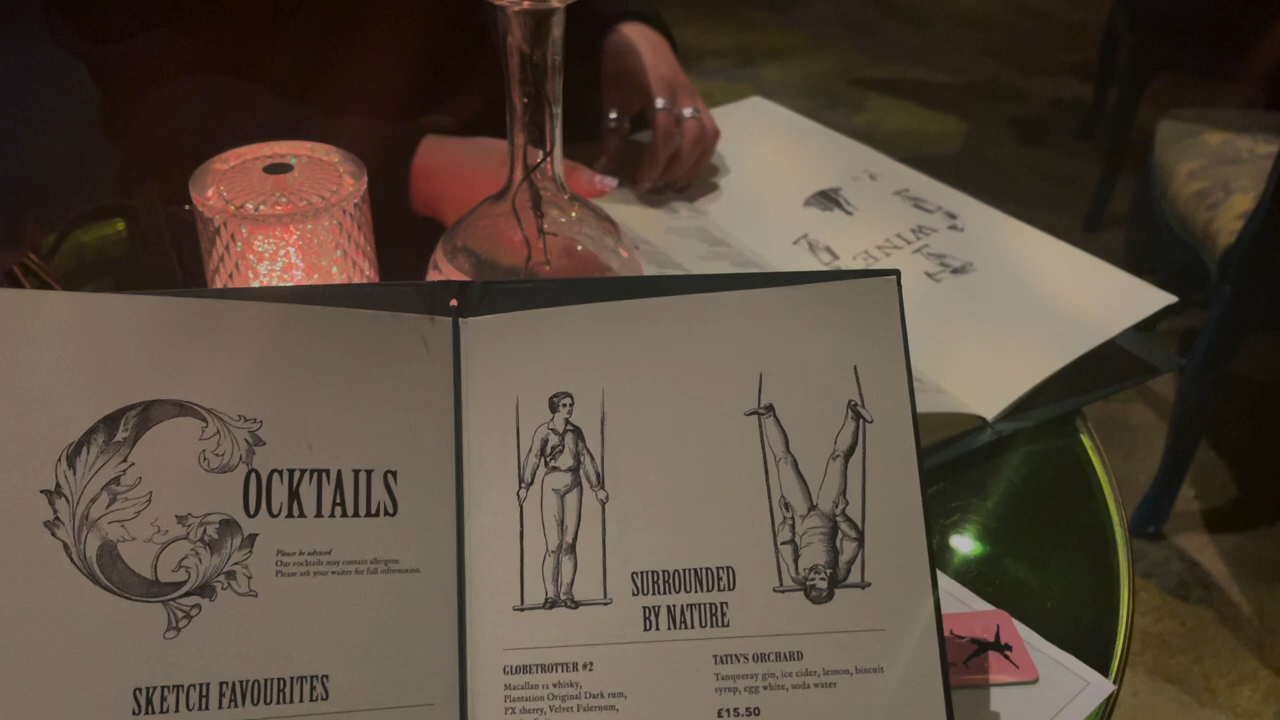 WINE
COCKTAILS
Please be advised
Our cocktails may contain allergens.
Please ask your waiter for full information.
SKETCH FAVOURITES
SURROUNDED
BY NATURE
GLOBETROTTER #2
Macallan 12 whisky,
Plantation Original Dark rum,
PX sherry, Velvet Falernum,
TATIN'S ORCHARD
Tanqueray gin, ice cider, lemon, biscuit
syrup, egg white, soda water
£15.50